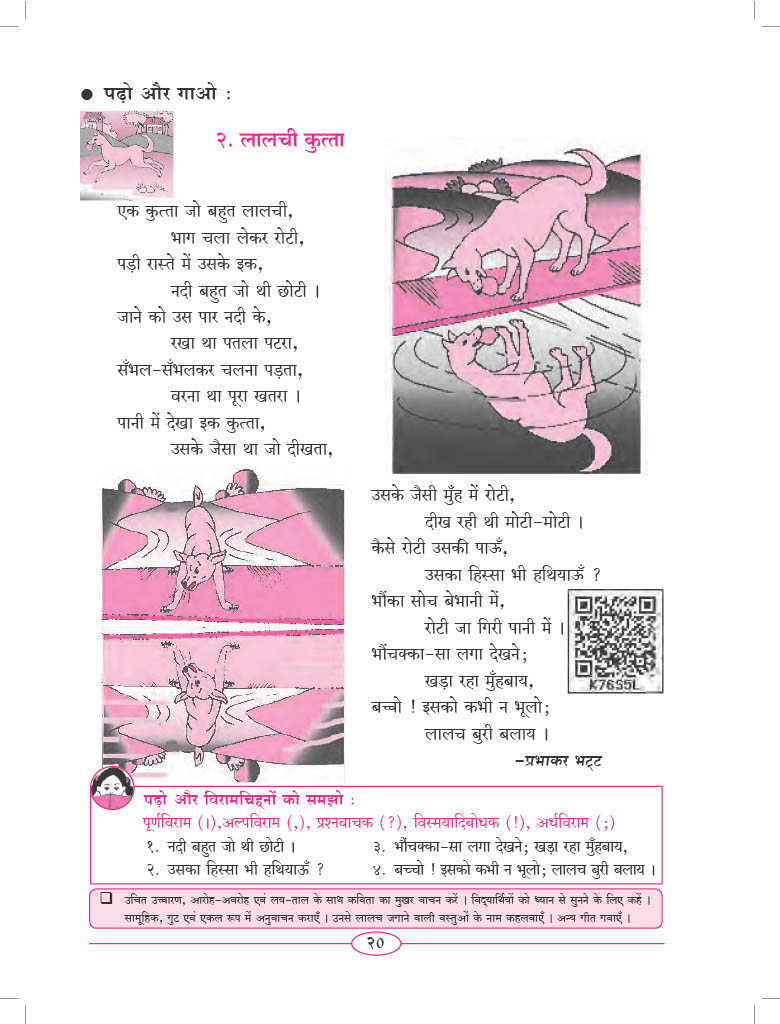 ● पढ़ो और गाओ :
२. लालची कुत्ता
एक कुत्ता जो बहुत लालची,
भाग चला लेकर रोटी,
पड़ी रास्ते में उसके इक,
नदी बहुत जो थी छोटी ।
जाने को उस पार नदी के,
रखा था पतला पटरा,
सँभल-सँभलकर चलना पड़ता,
वरना था पूरा खतरा ।
पानी में देखा इक कुत्ता,
उसके जैसा था जो दीखता,
उसके जैसी मुँह में रोटी,
दीख रही थी मोटी-मोटी ।
कैसे रोटी उसकी पाऊँ,
उसका हिस्सा भी हथियाऊँ ?
भौंका सोच बेभानी में,
रोटी जा गिरी पानी में ।
भौंचक्का-सा लगा देखने;
खड़ा रहा मुँहबाय,
बच्चो ! इसको कभी न भूलो;
लालच बुरी बलाय ।
-प्रभाकर भट्ट
K76S5L
पढ़ो और विरामचिह्नों को समझो :
पूर्णविराम (।),अल्पविराम (,), प्रश्नवाचक (?), विस्मयादिबोधक (!), अर्धविराम (;)
१. नदी बहुत जो थी छोटी ।
३. भौंचक्का-सा लगा देखने; खड़ा रहा मुँहबाय,
२. उसका हिस्सा भी हथियाऊँ ?
४. बच्चो ! इसको कभी न भूलो; लालच बुरी बलाय ।
❑ उचित उच्चारण, आरोह-अवरोह एवं लय-ताल के साथ कविता का मुखर वाचन करें । विद्यार्थियों को ध्यान से सुनने के लिए कहें ।
सामूहिक, गुट एवं एकल रूप में अनुवाचन कराएँ । उनसे लालच जगाने वाली वस्तुओं के नाम कहलवाएँ । अन्य गीत गवाएँ ।
२०